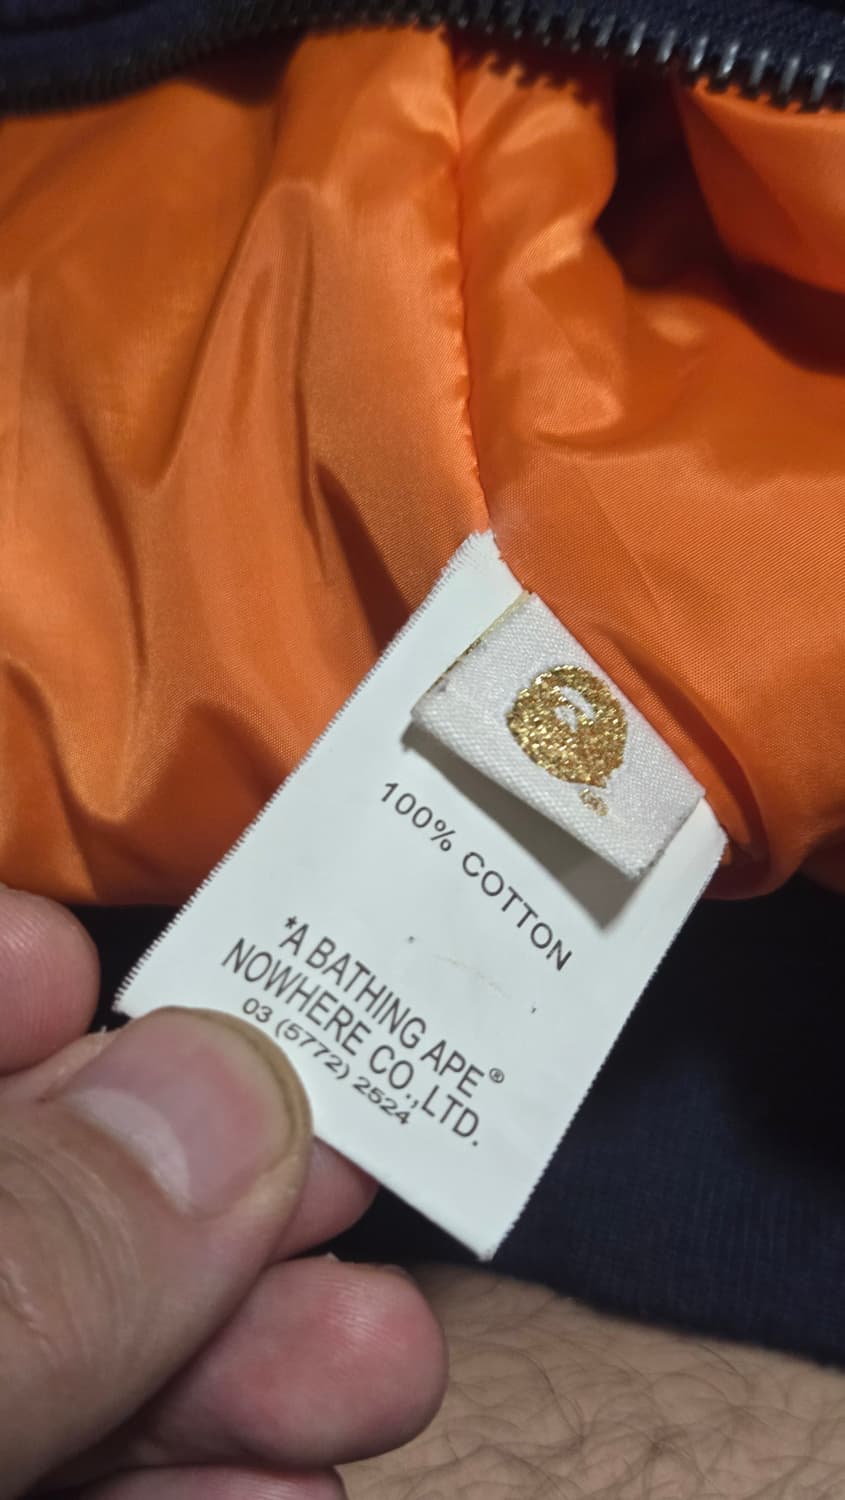 100% COTTON
*A BATHING APE®
NOWHERE CO.,LTD.
03 (5772) 2524